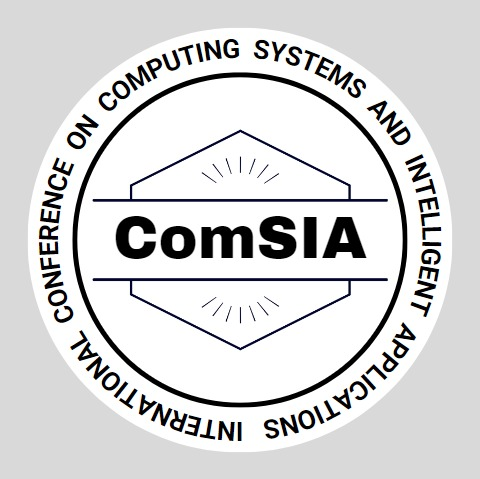 INTERNATIONAL CONFERENCE ON COMPUTING SYSTEMS AND INTELLIGENT APPLICATIONS
ComSIA